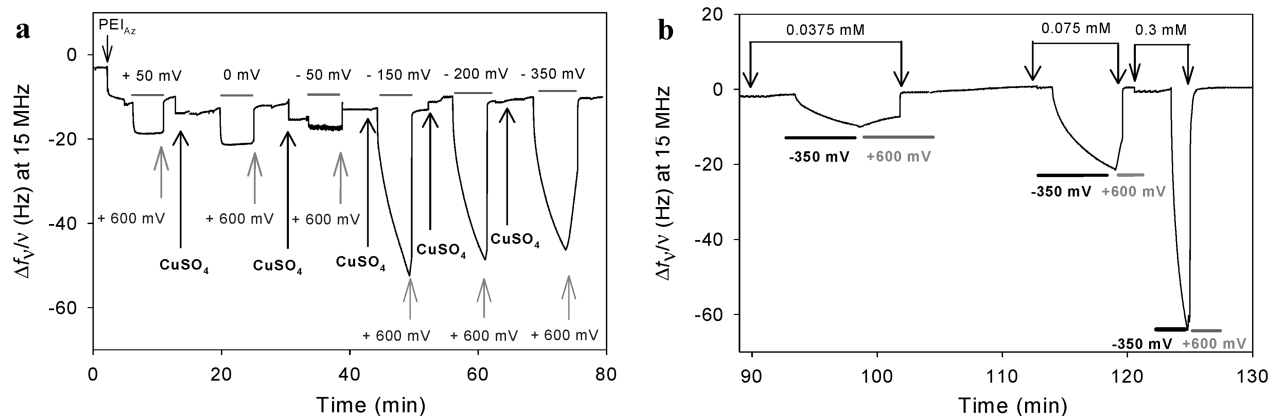 a
PEIAz
+ 50 mV
0 mV
- 50 mV
- 150 mV
- 200 mV
- 350 mV
0
-20
-40
-60
Δfν/ν (Hz) at 15 MHz
+ 600 mV
+ 600 mV
+ 600 mV
CuSO4
CuSO4
CuSO4
CuSO4
CuSO4
+ 600 mV
+ 600 mV
+ 600 mV
0 20 40 60 80
Time (min)
b
20
0
-20
-40
-60
Δfν/ν (Hz) at 15 MHz
0.0375 mM
0.075 mM
0.3 mM
-350 mV
+600 mV
-350 mV
+600 mV
-350 mV
+600 mV
90 100 110 120 130
Time (min)